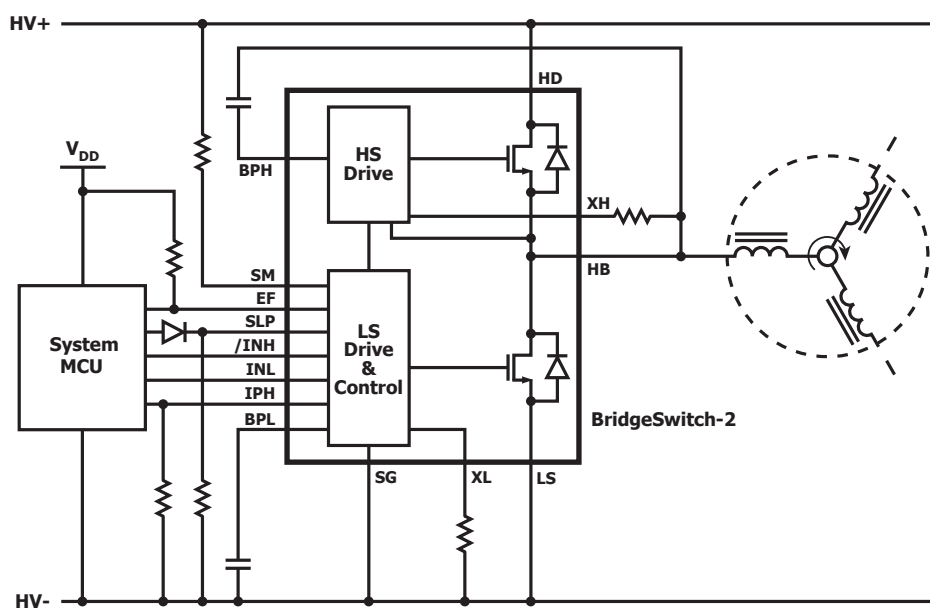 HV+
HD
HS
Drive
BPH
V_DD
XH
HB
SM
EF
SLP
/INH
INL
IPH
BPL
System
MCU
LS
Drive
&
Control
BridgeSwitch-2
SG
XL
LS
HV-